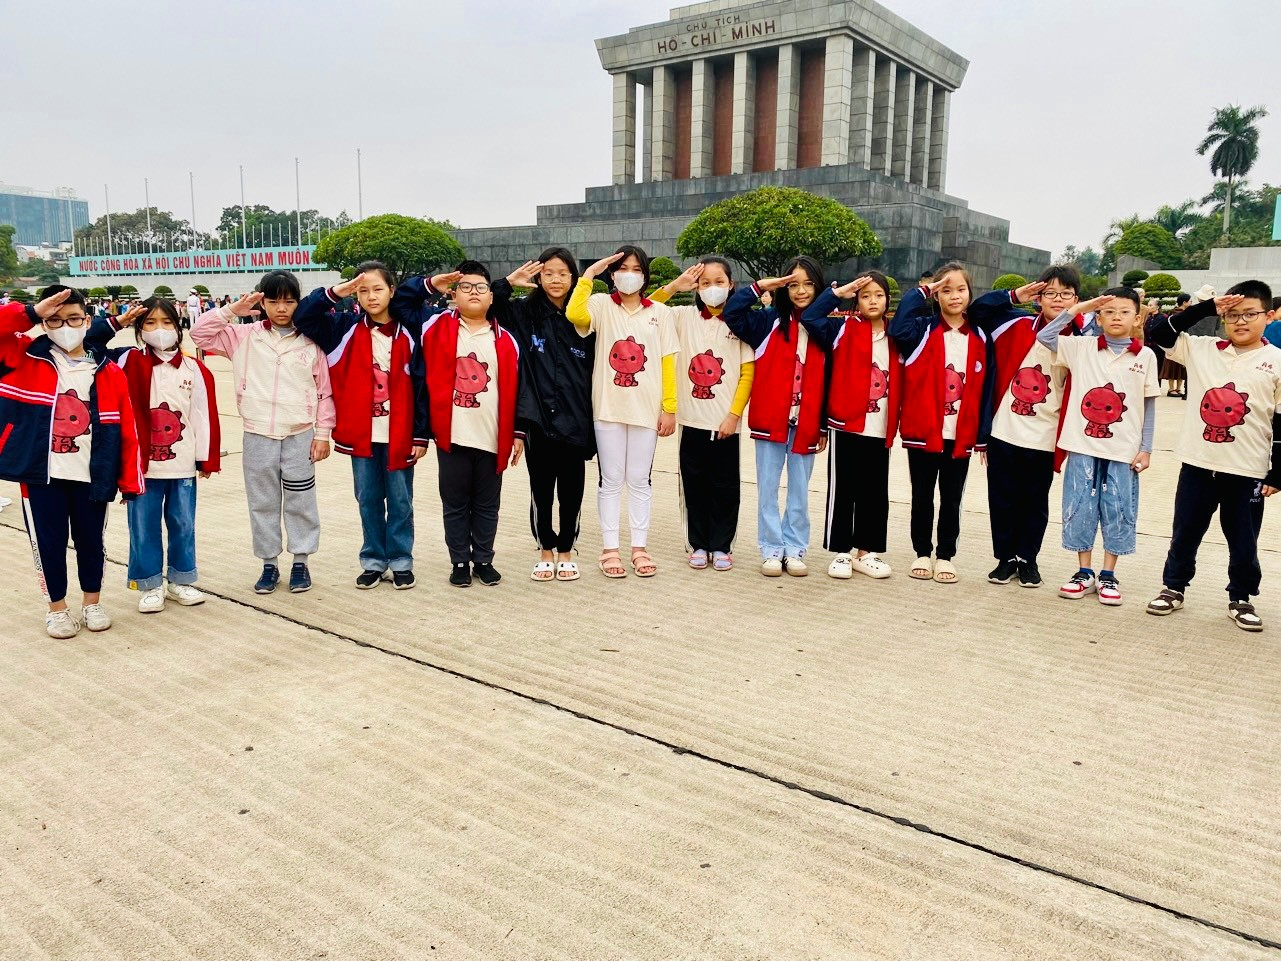 CHỦ TỊCH
HỒ-CHÍ-MINH
NƯỚC CỘNG HÒA XÃ HỘI CHỦ NGHĨA VIỆT NAM MUÔN